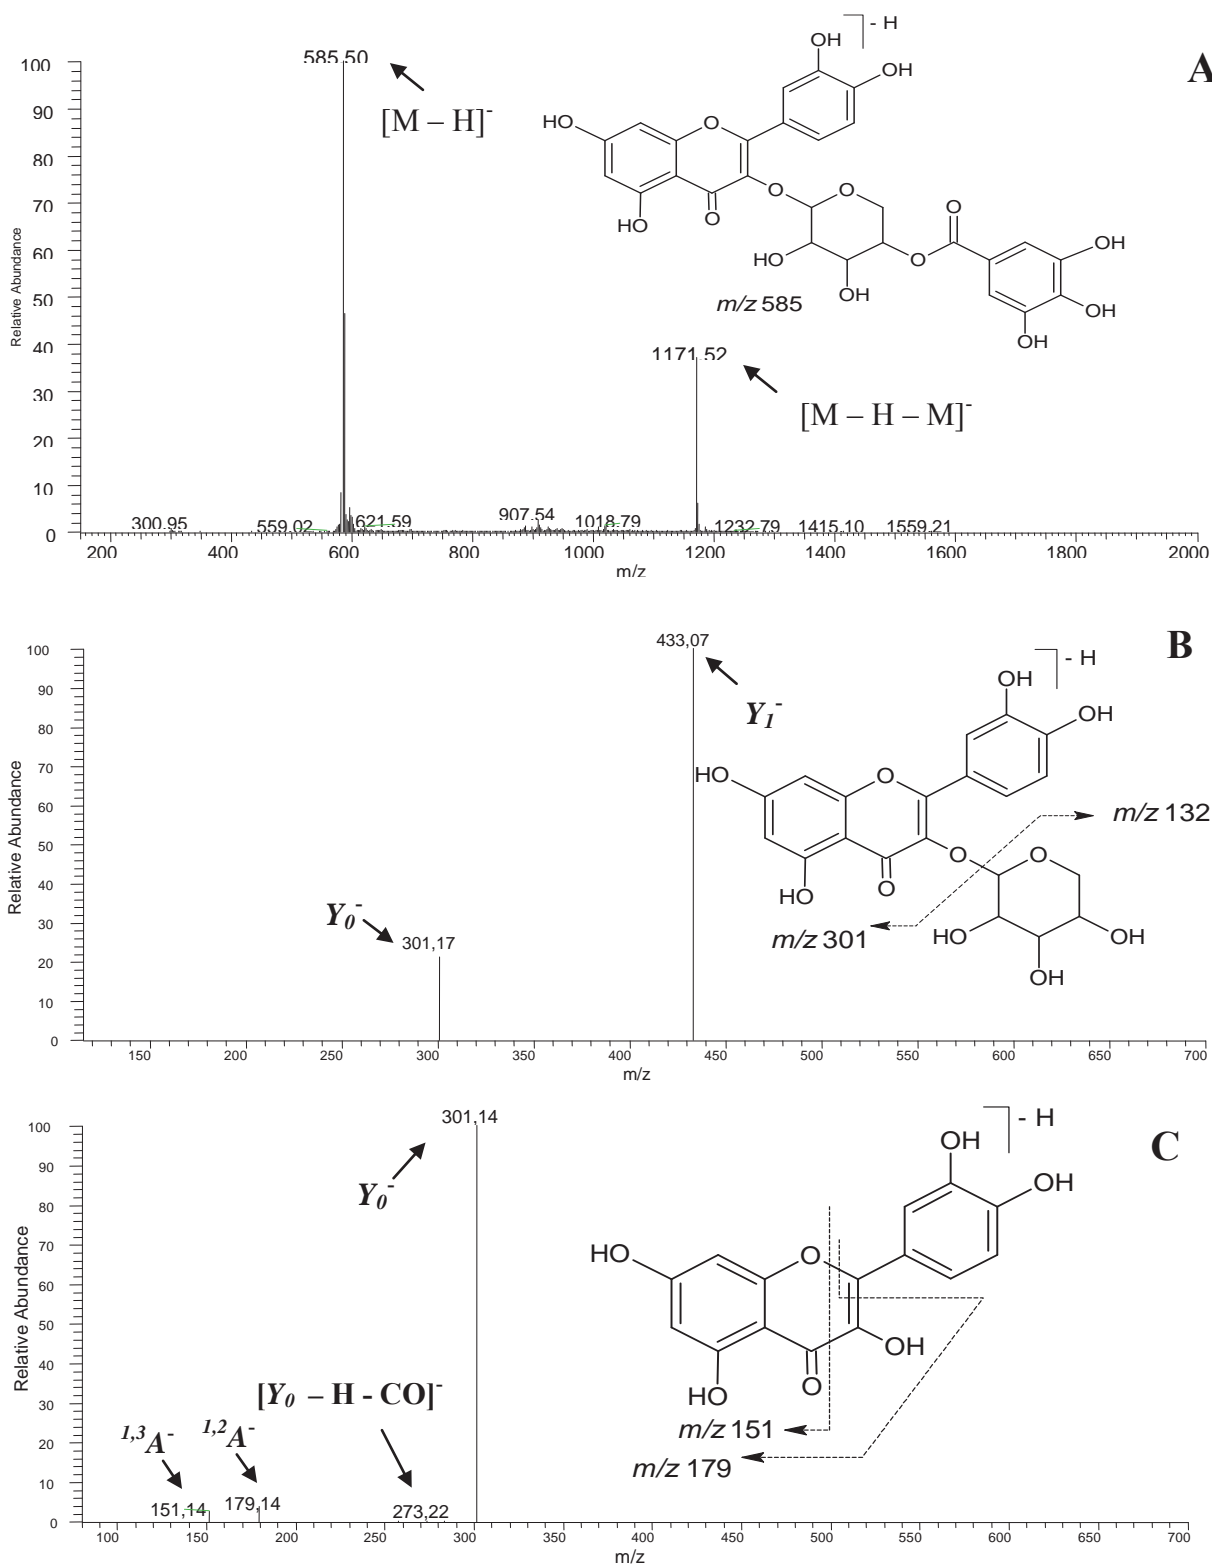 A
585.50
[M – H]-
- H
OH
OH
HO
O
O
O
HO
O
HO
OH
O
O
OH
OH
OH
m/z 585
1171.52
[M – H – M]-
Relative Abundance
100
90
80
70
60
50
40
30
20
10
0
300.95
559.02
621.59
907.54
1018.79
1232.79
1415.10
1559.21
200 400 600 800 1000 1200 1400 1600 1800 2000
m/z
B
433,07
Y1-
- H
OH
OH
HO
O
O
O
O
HO
HO
OH
OH
m/z 132
m/z 301
Y0-
301,17
Relative Abundance
100
90
80
70
60
50
40
30
20
10
0
150 200 250 300 350 400 450 500 550 600 650 700
m/z
C
301,14
Y0-
- H
OH
OH
HO
O
OH
O
HO
m/z 151
m/z 179
[Y0 – H - CO]-
1,3A-
1,2A-
151,14
179,14
273,22
Relative Abundance
100
90
80
70
60
50
40
30
20
10
0
100 150 200 250 300 350 400 450 500 550 600 650 700
m/z